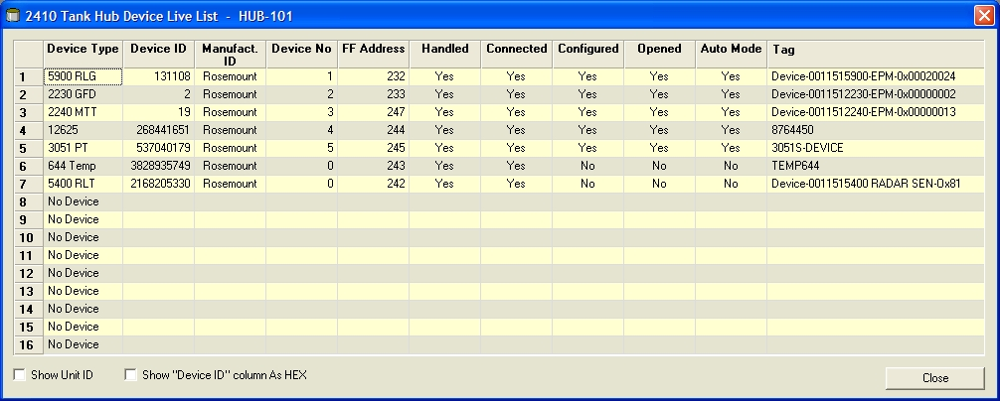 2410 Tank Hub Device Live List - HUB-101
Device Type Device ID Manufact. ID Device No FF Address Handled Connected Configured Opened Auto Mode Tag
1 5900 RLG 131108 Rosemount 1 232 Yes Yes Yes Yes Yes Device-0011515900-EPM-0x00020024
2 2230 GFD 2 Rosemount 2 233 Yes Yes Yes Yes Yes Device-0011512230-EPM-0x00000002
3 2240 MTT 19 Rosemount 3 247 Yes Yes Yes Yes Yes Device-0011512240-EPM-0x00000013
4 12625 268441651 Rosemount 4 244 Yes Yes Yes Yes Yes 8764450
5 3051 PT 537040179 Rosemount 5 245 Yes Yes Yes Yes Yes 3051S-DEVICE
6 644 Temp 3828935749 Rosemount 0 243 Yes Yes No No No TEMP644
7 5400 RLT 2168205330 Rosemount 0 242 Yes Yes No No No Device-0011515400 RADAR SEN-0x81
8 No Device
9 No Device
10 No Device
11 No Device
12 No Device
13 No Device
14 No Device
15 No Device
16 No Device
Show Unit ID Show "Device ID" column As HEX Close